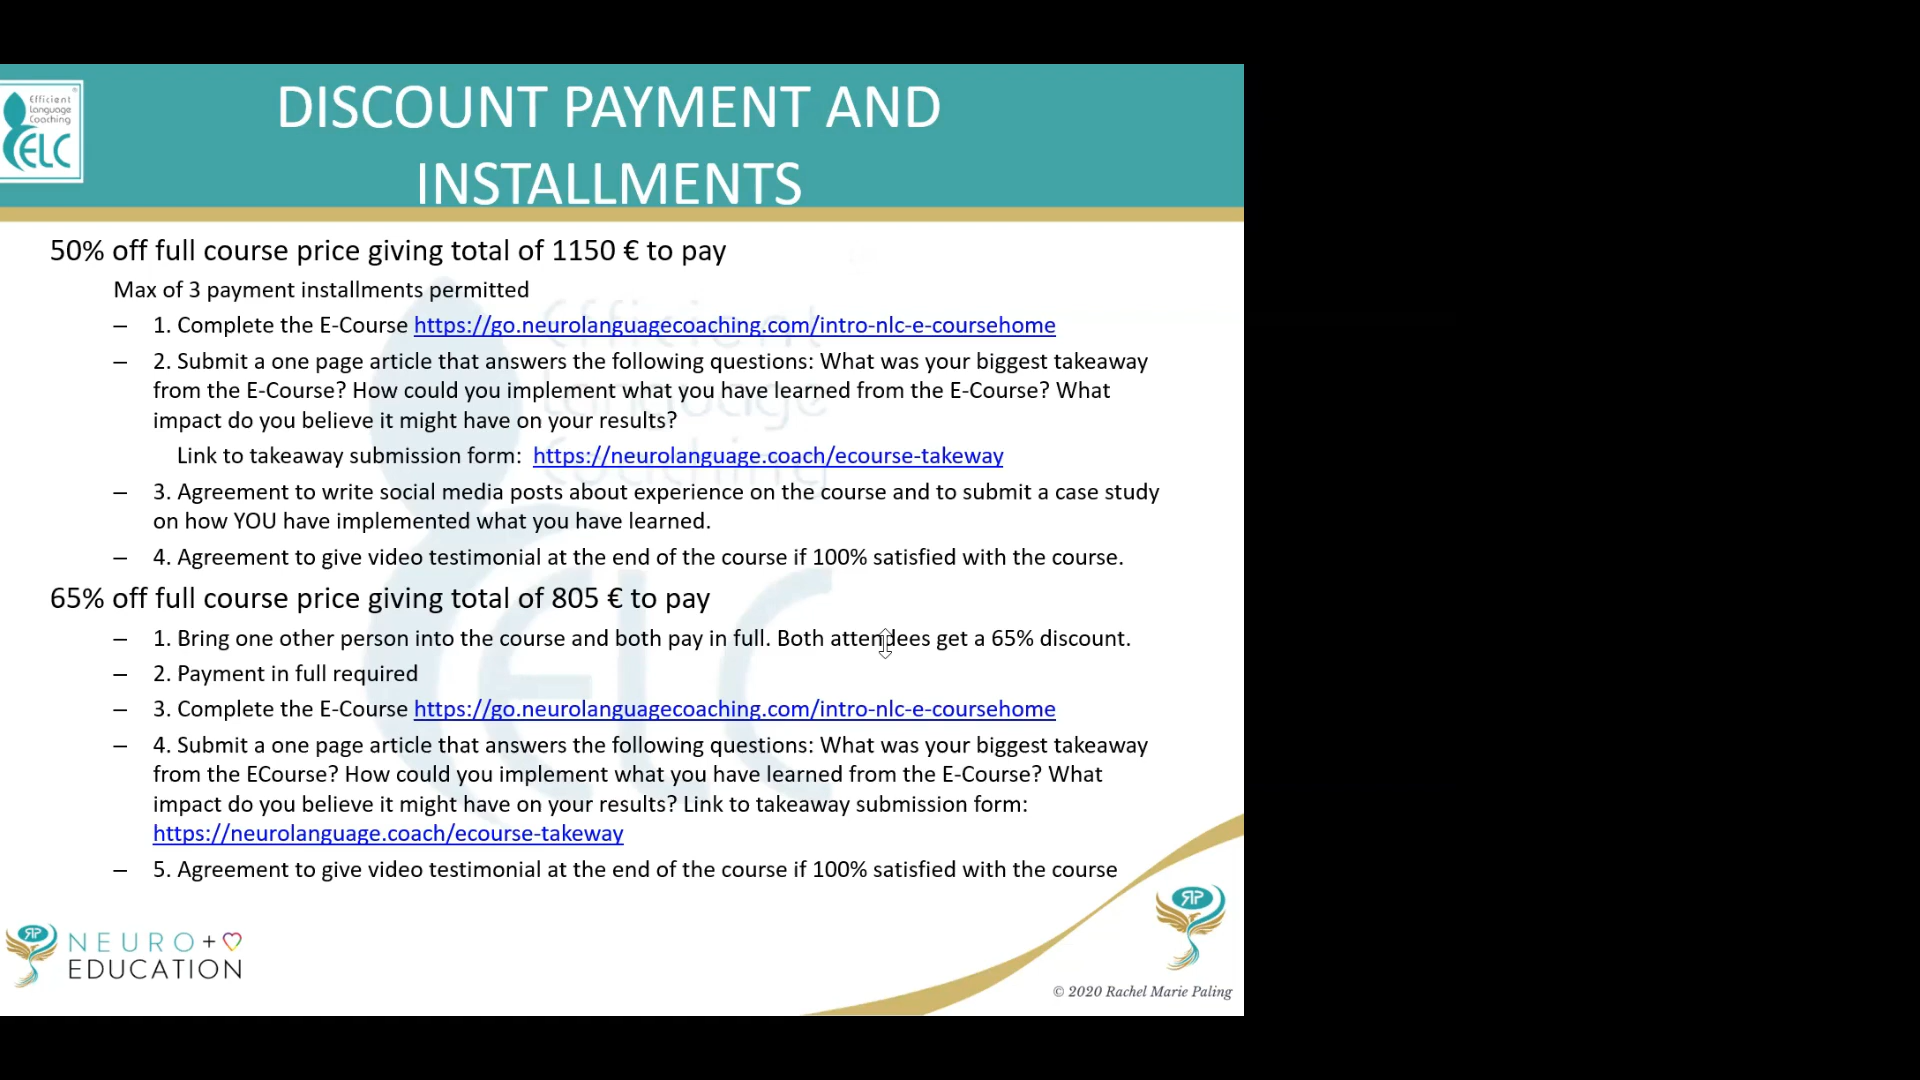 Efficient
Language
Coaching
ELC
®
DISCOUNT PAYMENT AND
INSTALLMENTS
50% off full course price giving total of 1150 € to pay
Max of 3 payment installments permitted
– 1. Complete the E-Course https://go.neurolanguagecoaching.com/intro-nlc-e-coursehome
– 2. Submit a one page article that answers the following questions: What was your biggest takeaway
from the E-Course? How could you implement what you have learned from the E-Course? What
impact do you believe it might have on your results?
Link to takeaway submission form: https://neurolanguage.coach/ecourse-takeway
– 3. Agreement to write social media posts about experience on the course and to submit a case study
on how YOU have implemented what you have learned.
– 4. Agreement to give video testimonial at the end of the course if 100% satisfied with the course.
65% off full course price giving total of 805 € to pay
– 1. Bring one other person into the course and both pay in full. Both attendees get a 65% discount.
– 2. Payment in full required
– 3. Complete the E-Course https://go.neurolanguagecoaching.com/intro-nlc-e-coursehome
– 4. Submit a one page article that answers the following questions: What was your biggest takeaway
from the ECourse? How could you implement what you have learned from the E-Course? What
impact do you believe it might have on your results? Link to takeaway submission form:
https://neurolanguage.coach/ecourse-takeway
– 5. Agreement to give video testimonial at the end of the course if 100% satisfied with the course
Efficient
Language
Coaching
ELC
NEURO+
EDUCATION
© 2020 Rachel Marie Paling